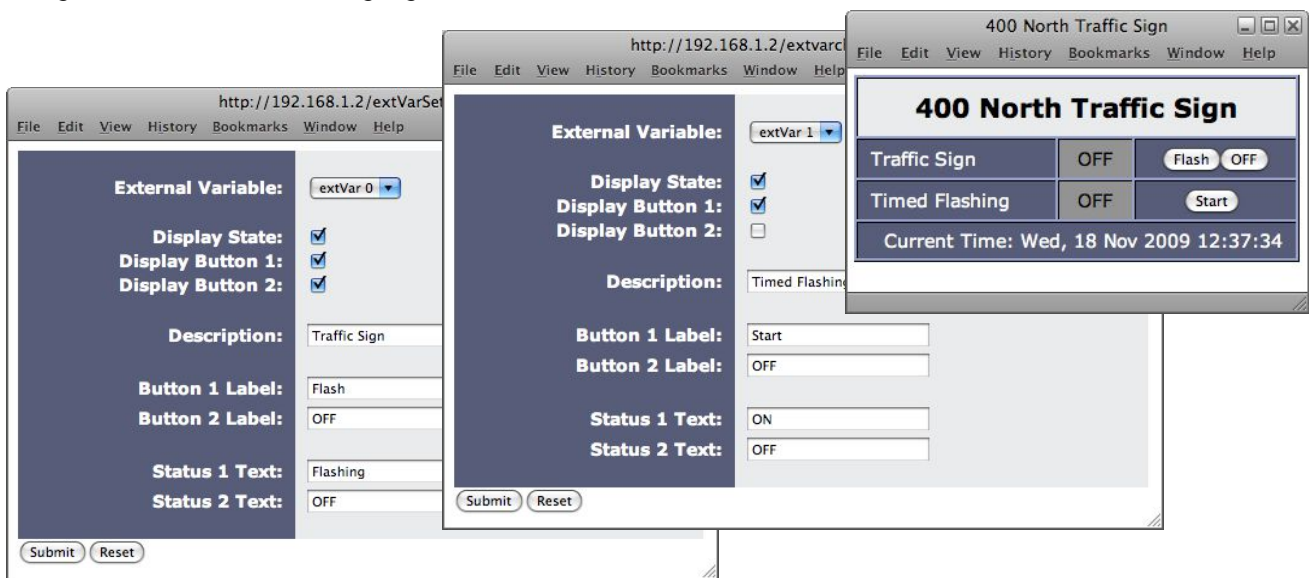 http://192.168.1.2/extVarSet
File Edit View History Bookmarks Window Help
External Variable: extVar 0
Display State:
Display Button 1:
Display Button 2:
Description: Traffic Sign
Button 1 Label: Flash
Button 2 Label: OFF
Status 1 Text: Flashing
Status 2 Text: OFF
Submit Reset
http://192.168.1.2/extvarc
File Edit View History Bookmarks Window Help
External Variable: extVar 1
Display State:
Display Button 1:
Display Button 2:
Description: Timed Flashing
Button 1 Label: Start
Button 2 Label: OFF
Status 1 Text: ON
Status 2 Text: OFF
Submit Reset
400 North Traffic Sign
File Edit View History Bookmarks Window Help
400 North Traffic Sign
Traffic Sign OFF Flash OFF
Timed Flashing OFF Start
Current Time: Wed, 18 Nov 2009 12:37:34